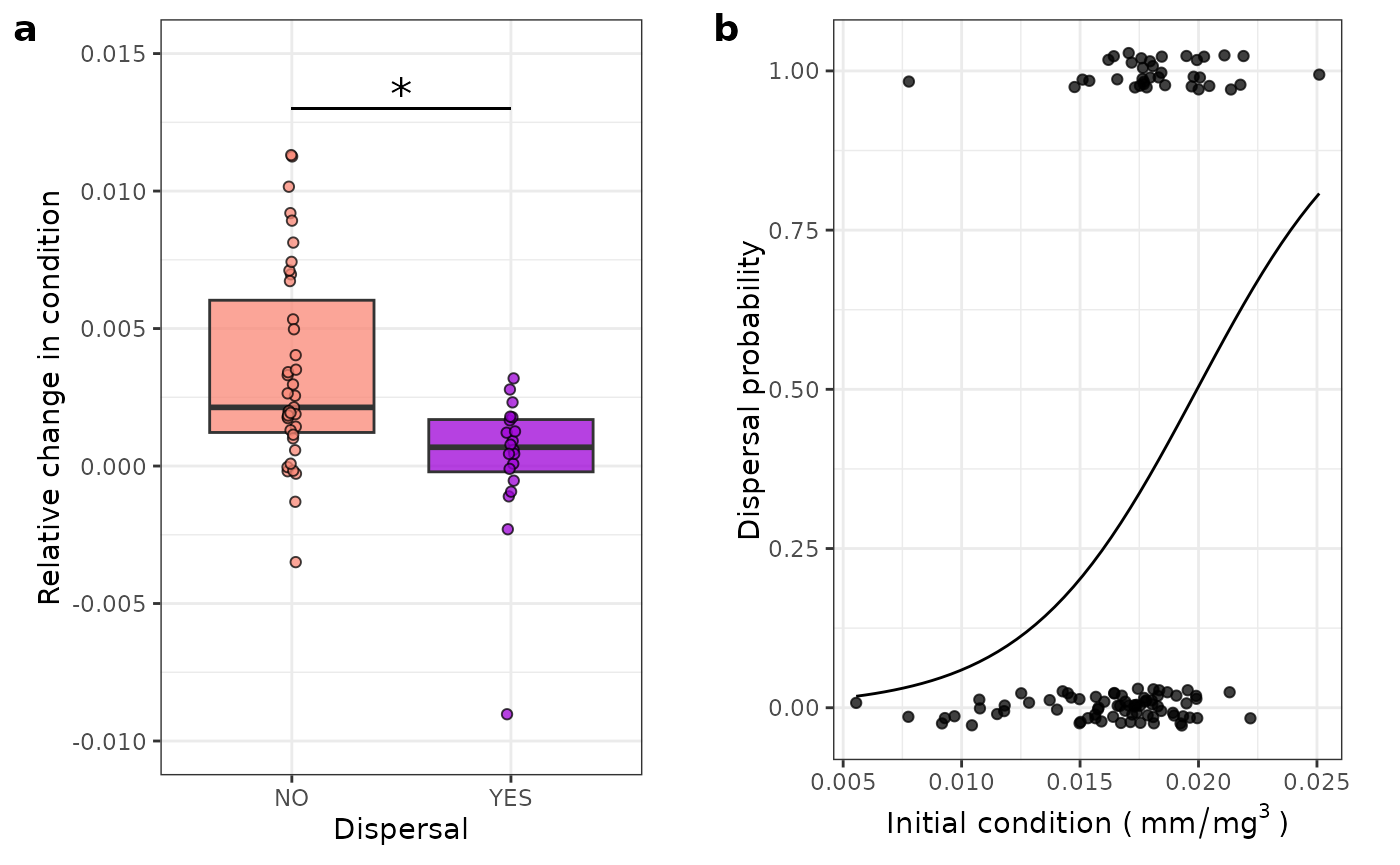 a
Relative change in condition
0.015
0.010
0.005
0.000
-0.005
-0.010
*
NO
YES
Dispersal
b
Dispersal probability
1.00
0.75
0.50
0.25
0.00
0.005
0.010
0.015
0.020
0.025
Initial condition ( mm/mg³ )